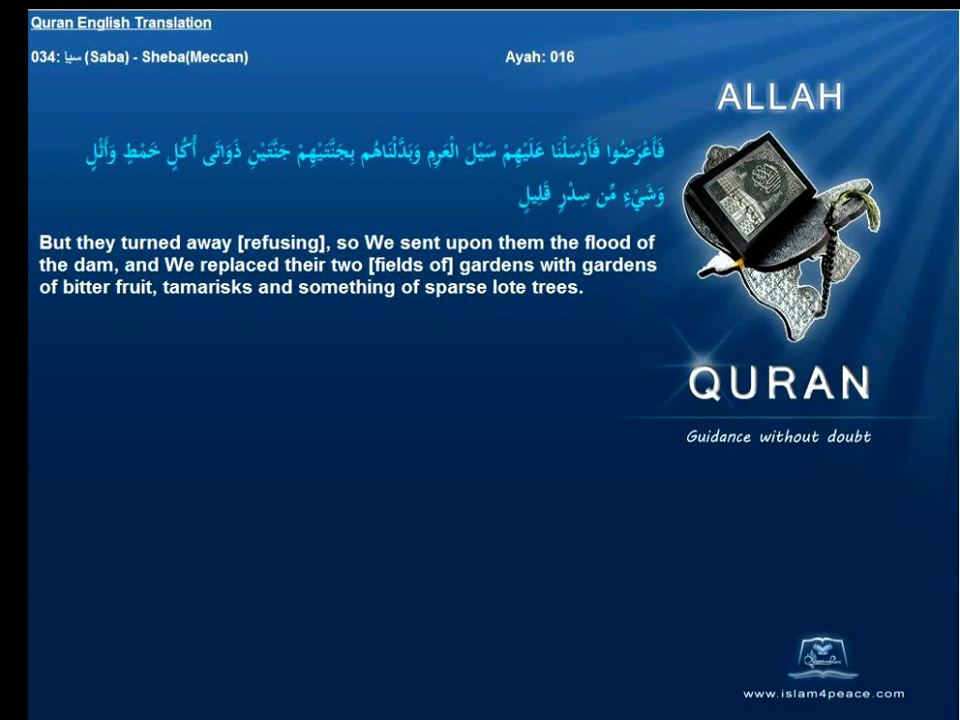 Quran English Translation
034: سبإ (Saba) - Sheba(Meccan) Ayah: 016
ALLAH
فَأَعْرَضُوا فَأَرْسَلْنَا عَلَيْهِمْ سَيْلَ الْعَرِمِ وَبَدَّلْنَاهُم بِجَنَّتَيْهِمْ جَنَّتَيْنِ ذَوَاتَى أُكُلٍ خَمْطٍ وَأَثْلٍ
وَشَيْءٍ مِّن سِدْرٍ قَلِيلٍ
But they turned away [refusing], so We sent upon them the flood of
the dam, and We replaced their two [fields of] gardens with gardens
of bitter fruit, tamarisks and something of sparse lote trees.
QURAN
Guidance without doubt
www.islam4peace.com